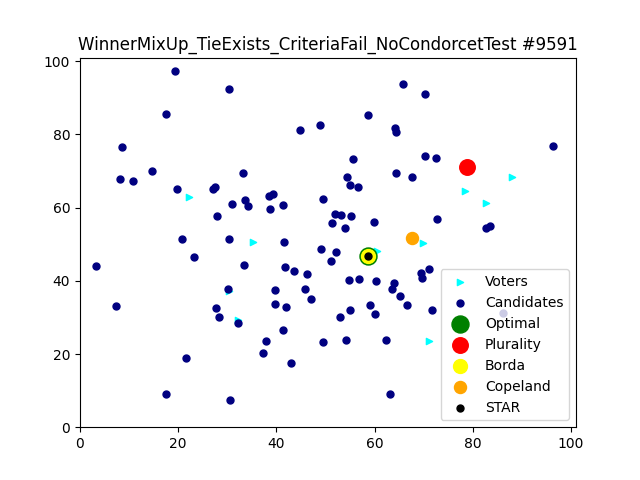 WinnerMixUp_TieExists_CriteriaFail_NoCondorcetTest #9591
100
80
60
40
20
0
0 20 40 60 80 100
Voters
Candidates
Optimal
Plurality
Borda
Copeland
STAR